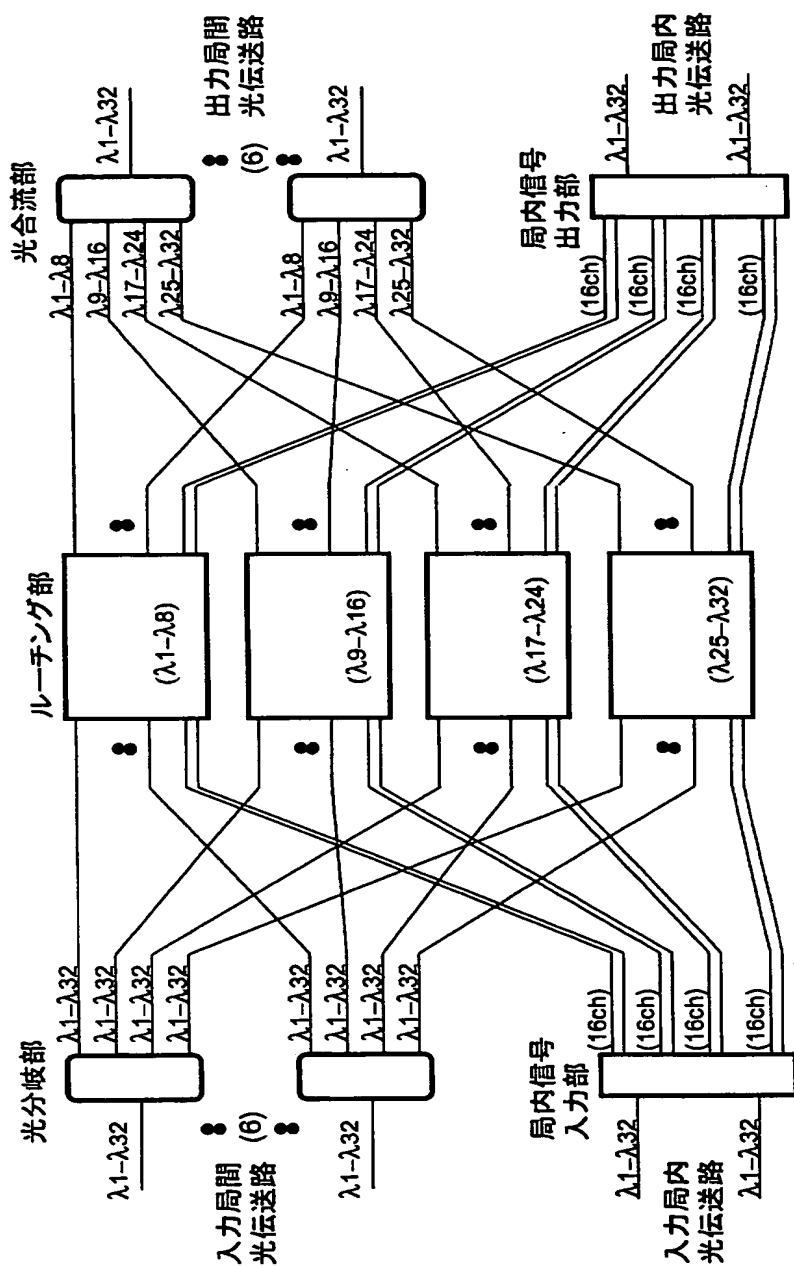 光分岐部
ルーチング部
光合流部
λ1–λ32
λ1–λ32
λ1–λ32
λ1–λ32
λ1–λ32
入力局間
光伝送路
(6)
λ1–λ32
λ1–λ32
λ1–λ32
λ1–λ32
λ1–λ32
局内信号
入力部
λ1–λ32
λ1–λ32
入力局内
光伝送路
(16ch)
(16ch)
(16ch)
(16ch)
(λ1–λ8)
(λ9–λ16)
(λ17–λ24)
(λ25–λ32)
λ1–λ8
λ9–λ16
λ17–λ24
λ25–λ32
λ1–λ32
出力局間
光伝送路
(6)
λ1–λ8
λ9–λ16
λ17–λ24
λ25–λ32
λ1–λ32
局内信号
出力部
(16ch)
(16ch)
(16ch)
(16ch)
λ1–λ32
λ1–λ32
出力局内
光伝送路